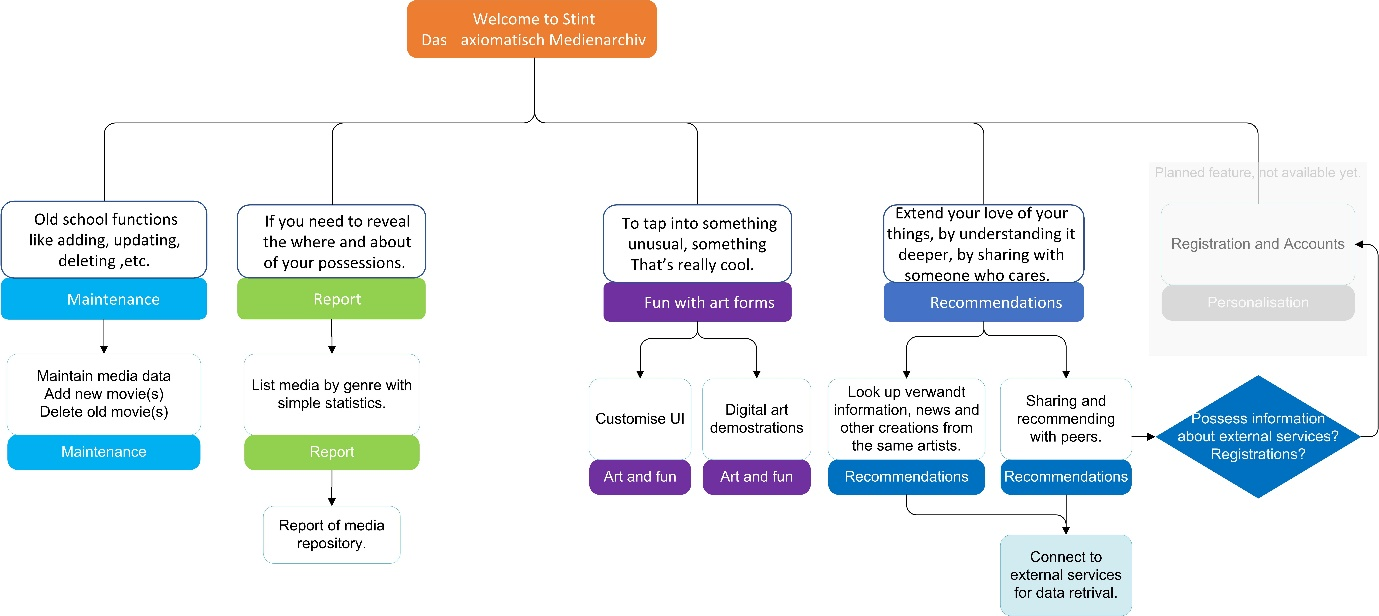 Welcome to Stint
Das axiomatisch Medienarchiv
Planned feature, not available yet.
Old school functions
like adding, updating,
deleting ,etc.
Maintenance
If you need to reveal
the where and about
of your possessions.
Report
To tap into something
unusual, something
That's really cool.
Fun with art forms
Extend your love of your
things, by understanding it
deeper, by sharing with
someone who cares.
Recommendations
Registration and Accounts
Personalisation
Maintain media data
Add new movie(s)
Delete old movie(s)
Maintenance
List media by genre with
simple statistics.
Report
Customise UI
Art and fun
Digital art
demostrations
Art and fun
Look up verwandt
information, news and
other creations from
the same artists.
Recommendations
Sharing and
recommending
with peers.
Recommendations
Possess information
about external services?
Registrations?
Report of media
repository.
Connect to
external services
for data retrival.